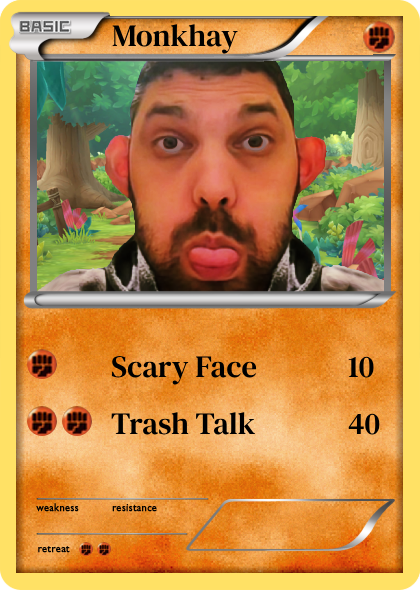 BASIC
Monkhay
Scary Face 10
Trash Talk 40
weakness resistance
retreat